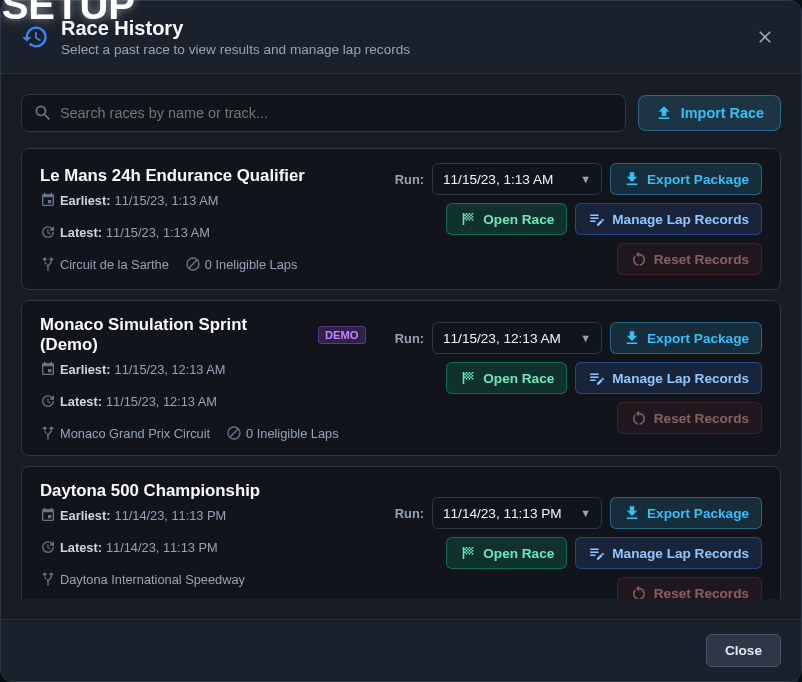 SETUP
Race History
Select a past race to view results and manage lap records
Search races by name or track...
Import Race
Le Mans 24h Endurance Qualifier
Earliest: 11/15/23, 1:13 AM
Latest: 11/15/23, 1:13 AM
Circuit de la Sarthe 0 Ineligible Laps
Run: 11/15/23, 1:13 AM Export Package
Open Race Manage Lap Records
Reset Records
Monaco Simulation Sprint
(Demo)
DEMO
Earliest: 11/15/23, 12:13 AM
Latest: 11/15/23, 12:13 AM
Monaco Grand Prix Circuit 0 Ineligible Laps
Run: 11/15/23, 12:13 AM Export Package
Open Race Manage Lap Records
Reset Records
Daytona 500 Championship
Earliest: 11/14/23, 11:13 PM
Latest: 11/14/23, 11:13 PM
Daytona International Speedway
Run: 11/14/23, 11:13 PM Export Package
Open Race Manage Lap Records
Reset Records
Close